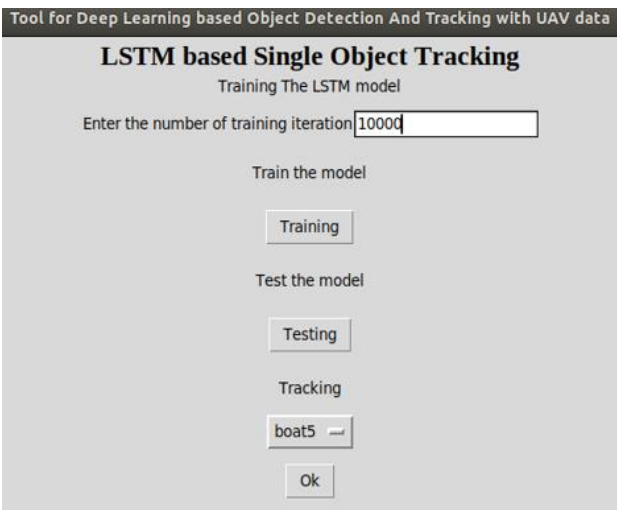 Tool for Deep Learning based Object Detection And Tracking with UAV data
LSTM based Single Object Tracking
Training The LSTM model
Enter the number of training iteration 10000
Train the model
Training
Test the model
Testing
Tracking
boat5
Ok